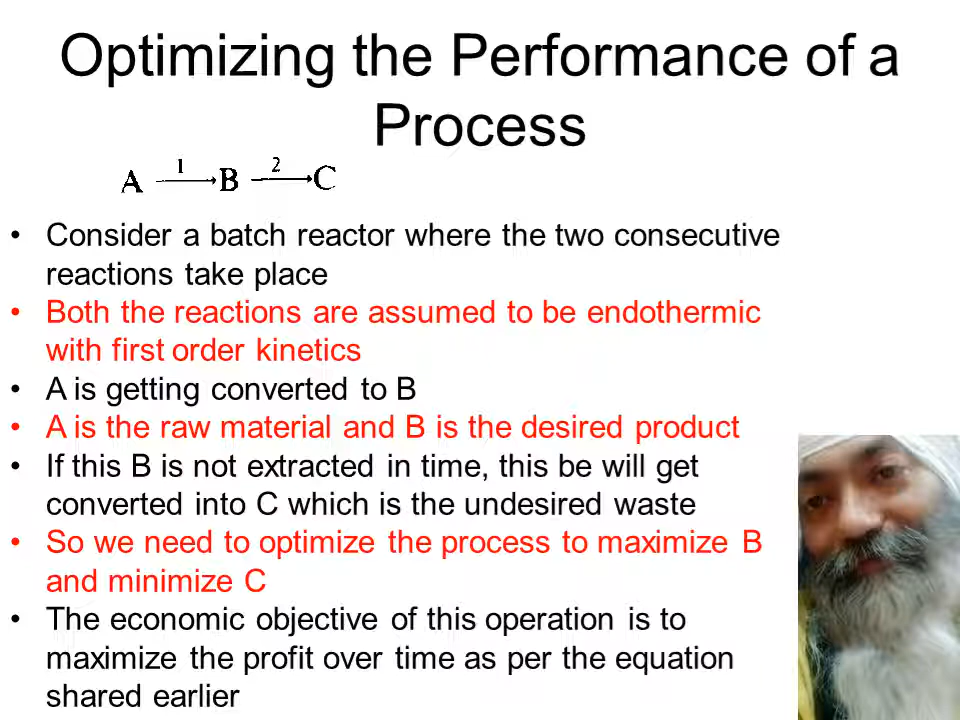 Optimizing the Performance of a
Process
A 1 B 2 C
• Consider a batch reactor where the two consecutive
reactions take place
• Both the reactions are assumed to be endothermic
with first order kinetics
• A is getting converted to B
• A is the raw material and B is the desired product
• If this B is not extracted in time, this be will get
converted into C which is the undesired waste
• So we need to optimize the process to maximize B
and minimize C
• The economic objective of this operation is to
maximize the profit over time as per the equation
shared earlier